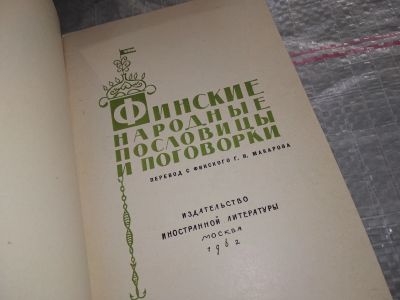 ФИНСКИЕ
НАРОДНЫЕ
ПОСЛОВИЦЫ
И ПОГОВОРКИ
ПЕРЕВОД С ФИНСКОГО Г. Н. МАКАРОВА
ИЗДАТЕЛЬСТВО
ИНОСТРАННОЙ ЛИТЕРАТУРЫ
МОСКВА
1962